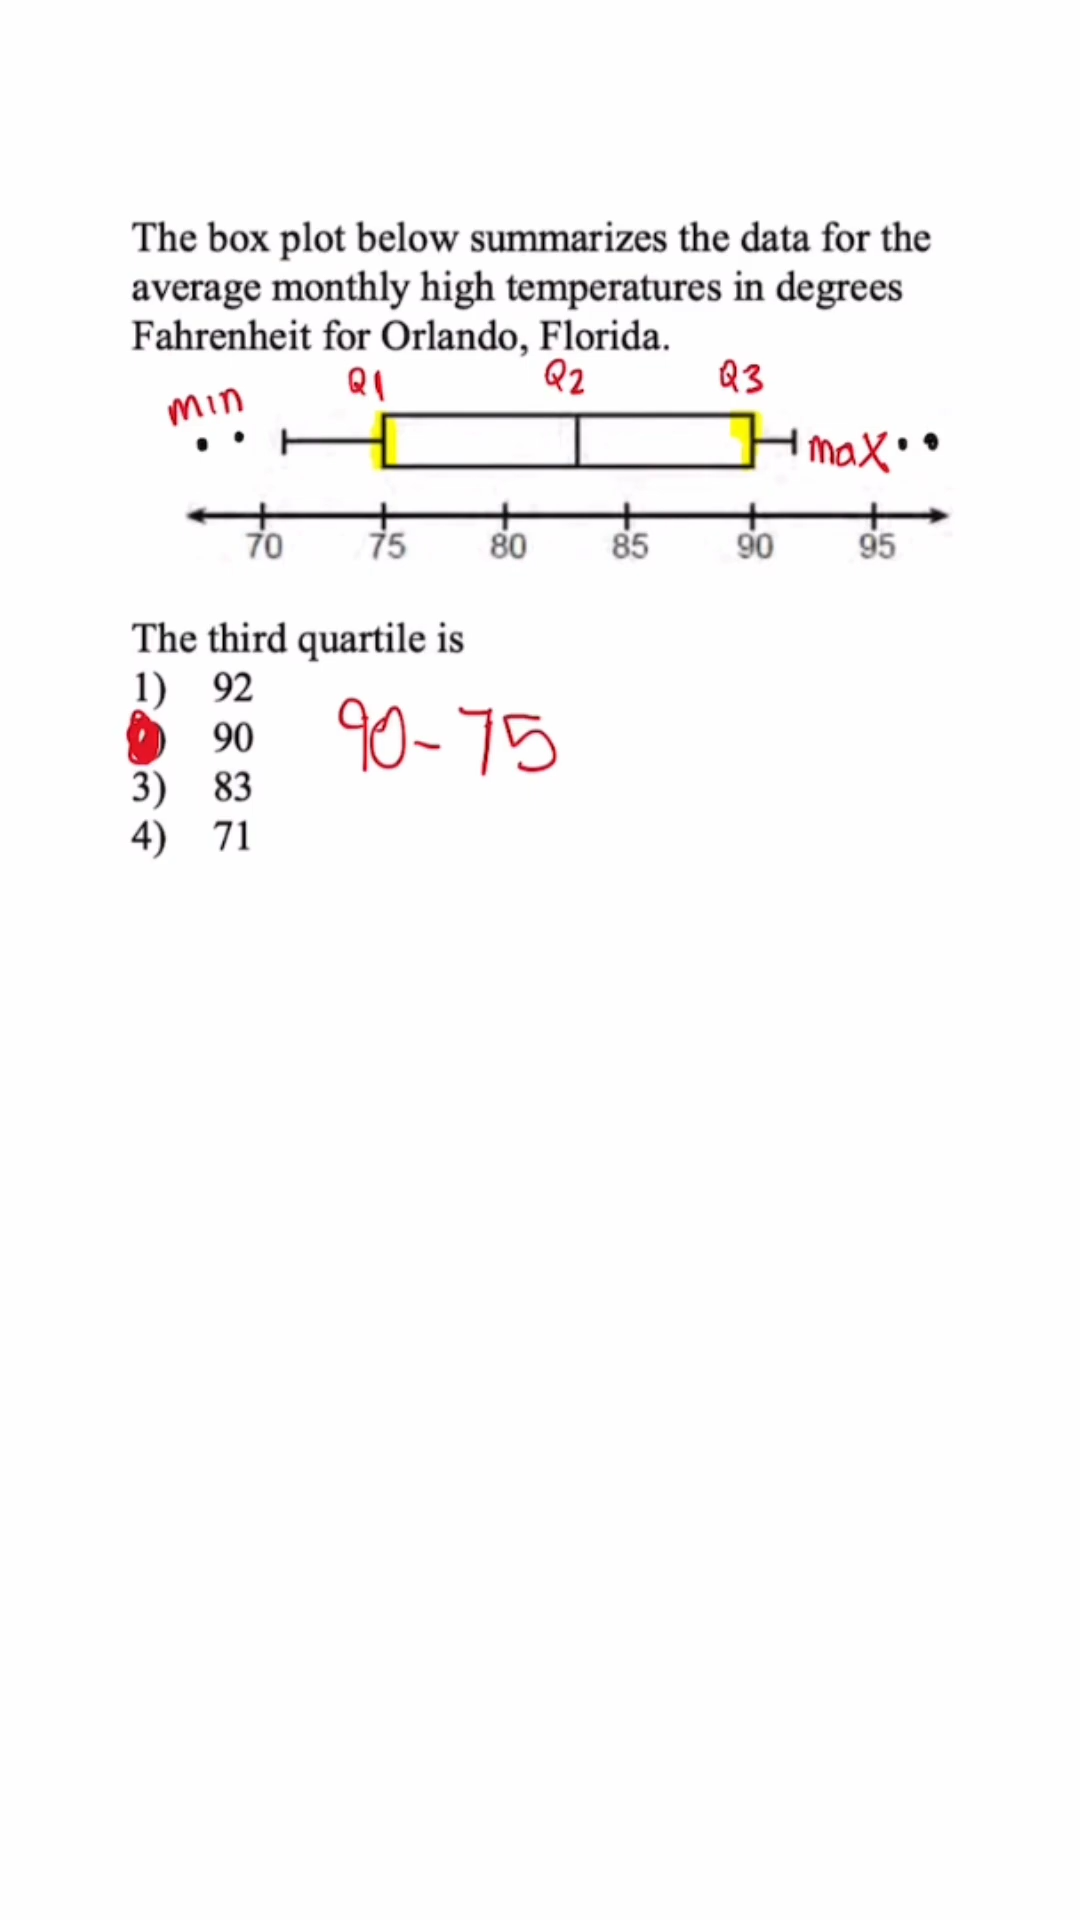 The box plot below summarizes the data for the
average monthly high temperatures in degrees
Fahrenheit for Orlando, Florida.
min Q1 Q2 Q3
max
70 75 80 85 90 95
The third quartile is
1) 92
) 90
90-75
3) 83
4) 71